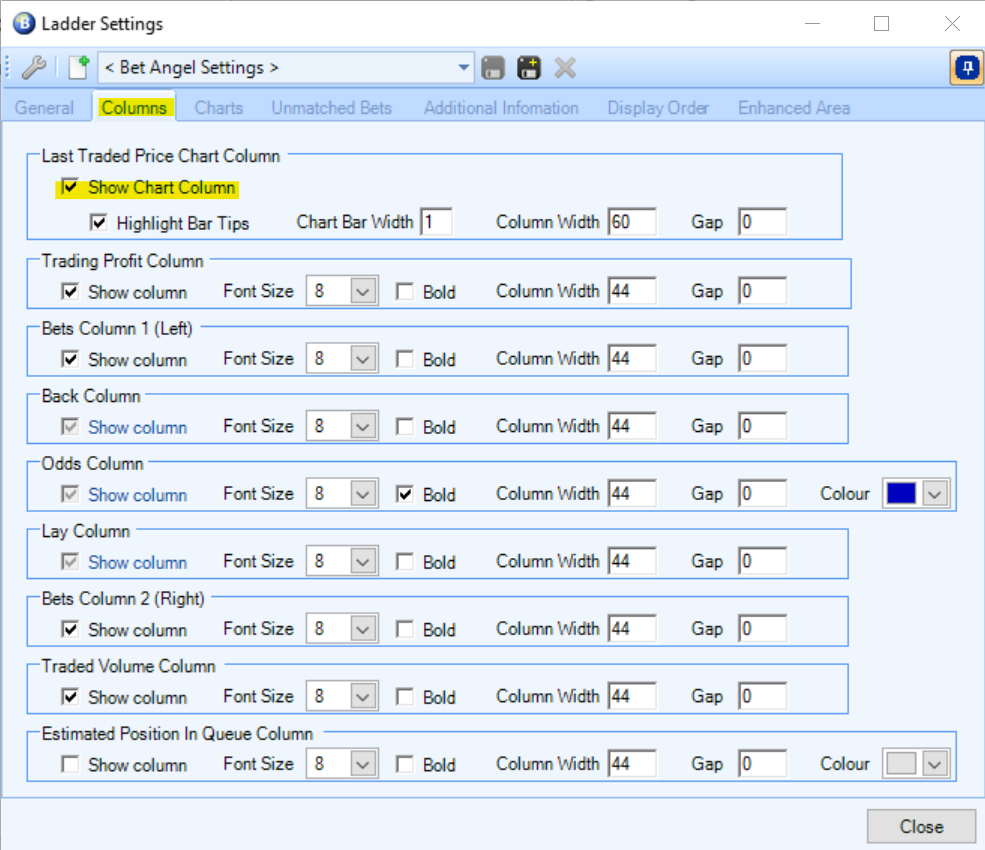 Ladder Settings
< Bet Angel Settings >
General Columns Charts Unmatched Bets Additional Infomation Display Order Enhanced Area
Last Traded Price Chart Column
Show Chart Column
Highlight Bar Tips Chart Bar Width 1 Column Width 60 Gap 0
Trading Profit Column
Show column Font Size 8 Bold Column Width 44 Gap 0
Bets Column 1 (Left)
Show column Font Size 8 Bold Column Width 44 Gap 0
Back Column
Show column Font Size 8 Bold Column Width 44 Gap 0
Odds Column
Show column Font Size 8 Bold Column Width 44 Gap 0 Colour
Lay Column
Show column Font Size 8 Bold Column Width 44 Gap 0
Bets Column 2 (Right)
Show column Font Size 8 Bold Column Width 44 Gap 0
Traded Volume Column
Show column Font Size 8 Bold Column Width 44 Gap 0
Estimated Position In Queue Column
Show column Font Size 8 Bold Column Width 44 Gap 0 Colour
Close